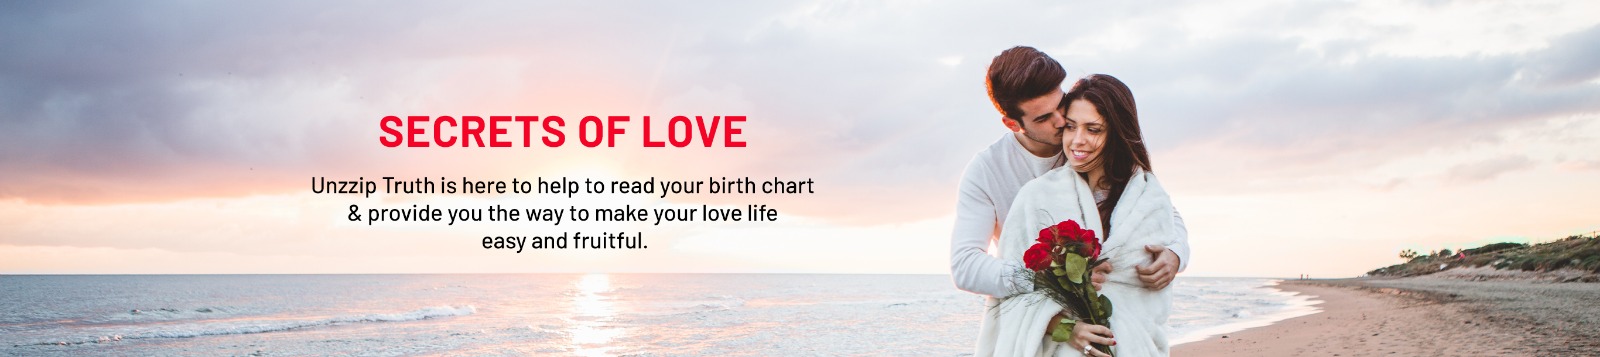 SECRETS OF LOVE
Unzzip Truth is here to help to read your birth chart
& provide you the way to make your love life
easy and fruitful.